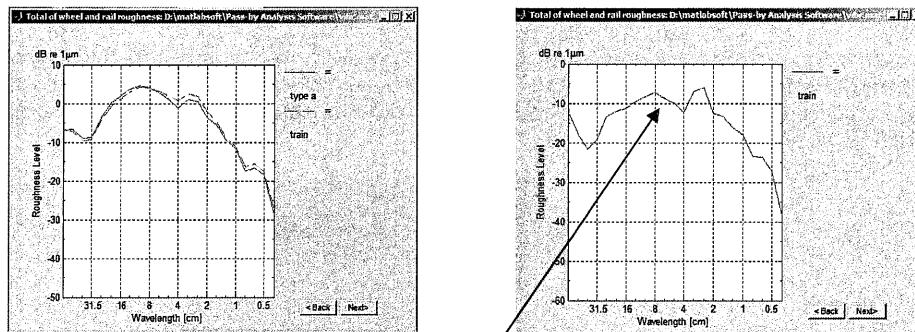 Total of wheel and rail roughness: D:\matlabsoft\Pass-by Analysis Software\
dB re 1µm
10
0
-10
-20
-30
-40
-50
Roughness Level
31.5 16 8 4 2 1 0.5
Wavelength [cm]
=
type a
=
train
< Back Next>
Total of wheel and rail roughness: D:\matlabsoft\Pass-by Analysis Software\
dB re 1µm
0
-10
-20
-30
-40
-50
-60
Roughness Level
31.5 16 8 4 2 1 0.5
Wavelength [cm]
=
train
< Back Next>